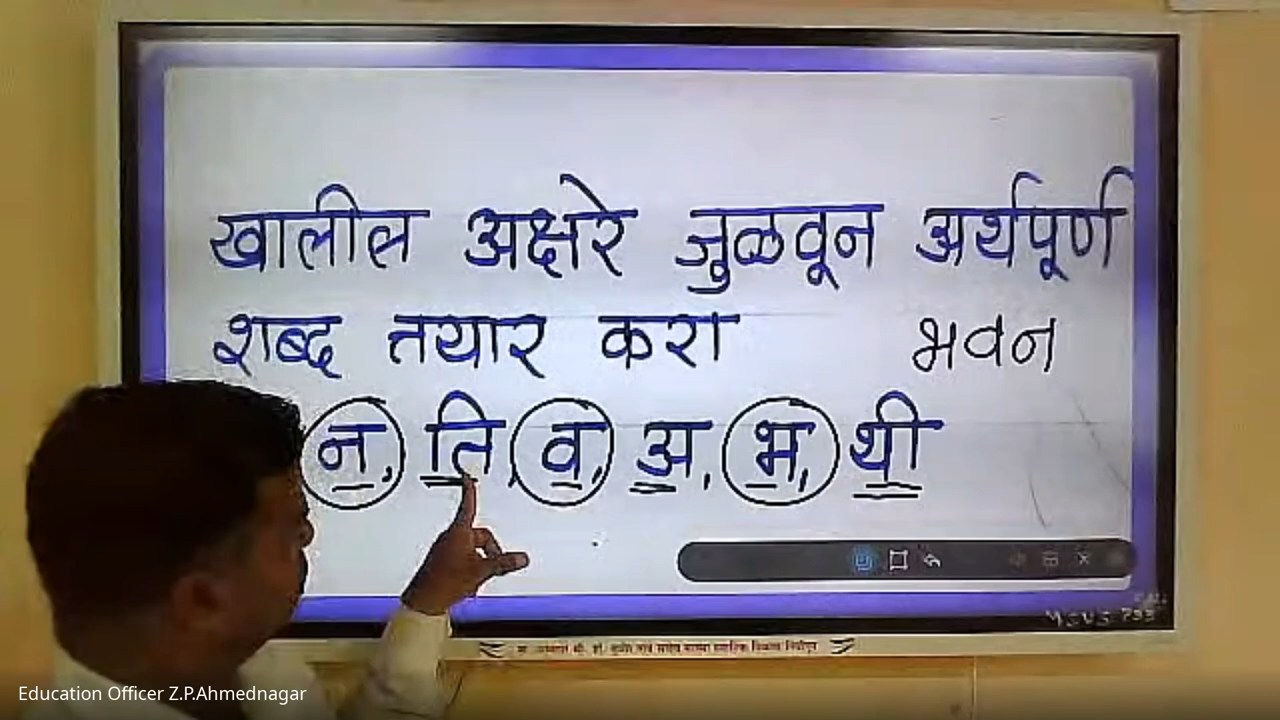 खालील अक्षरे जुळवून अर्थपूर्ण
शब्द तयार करा
भवन
न, ति, व, अ, भ, थी
Education Officer Z.P.Ahmednagar